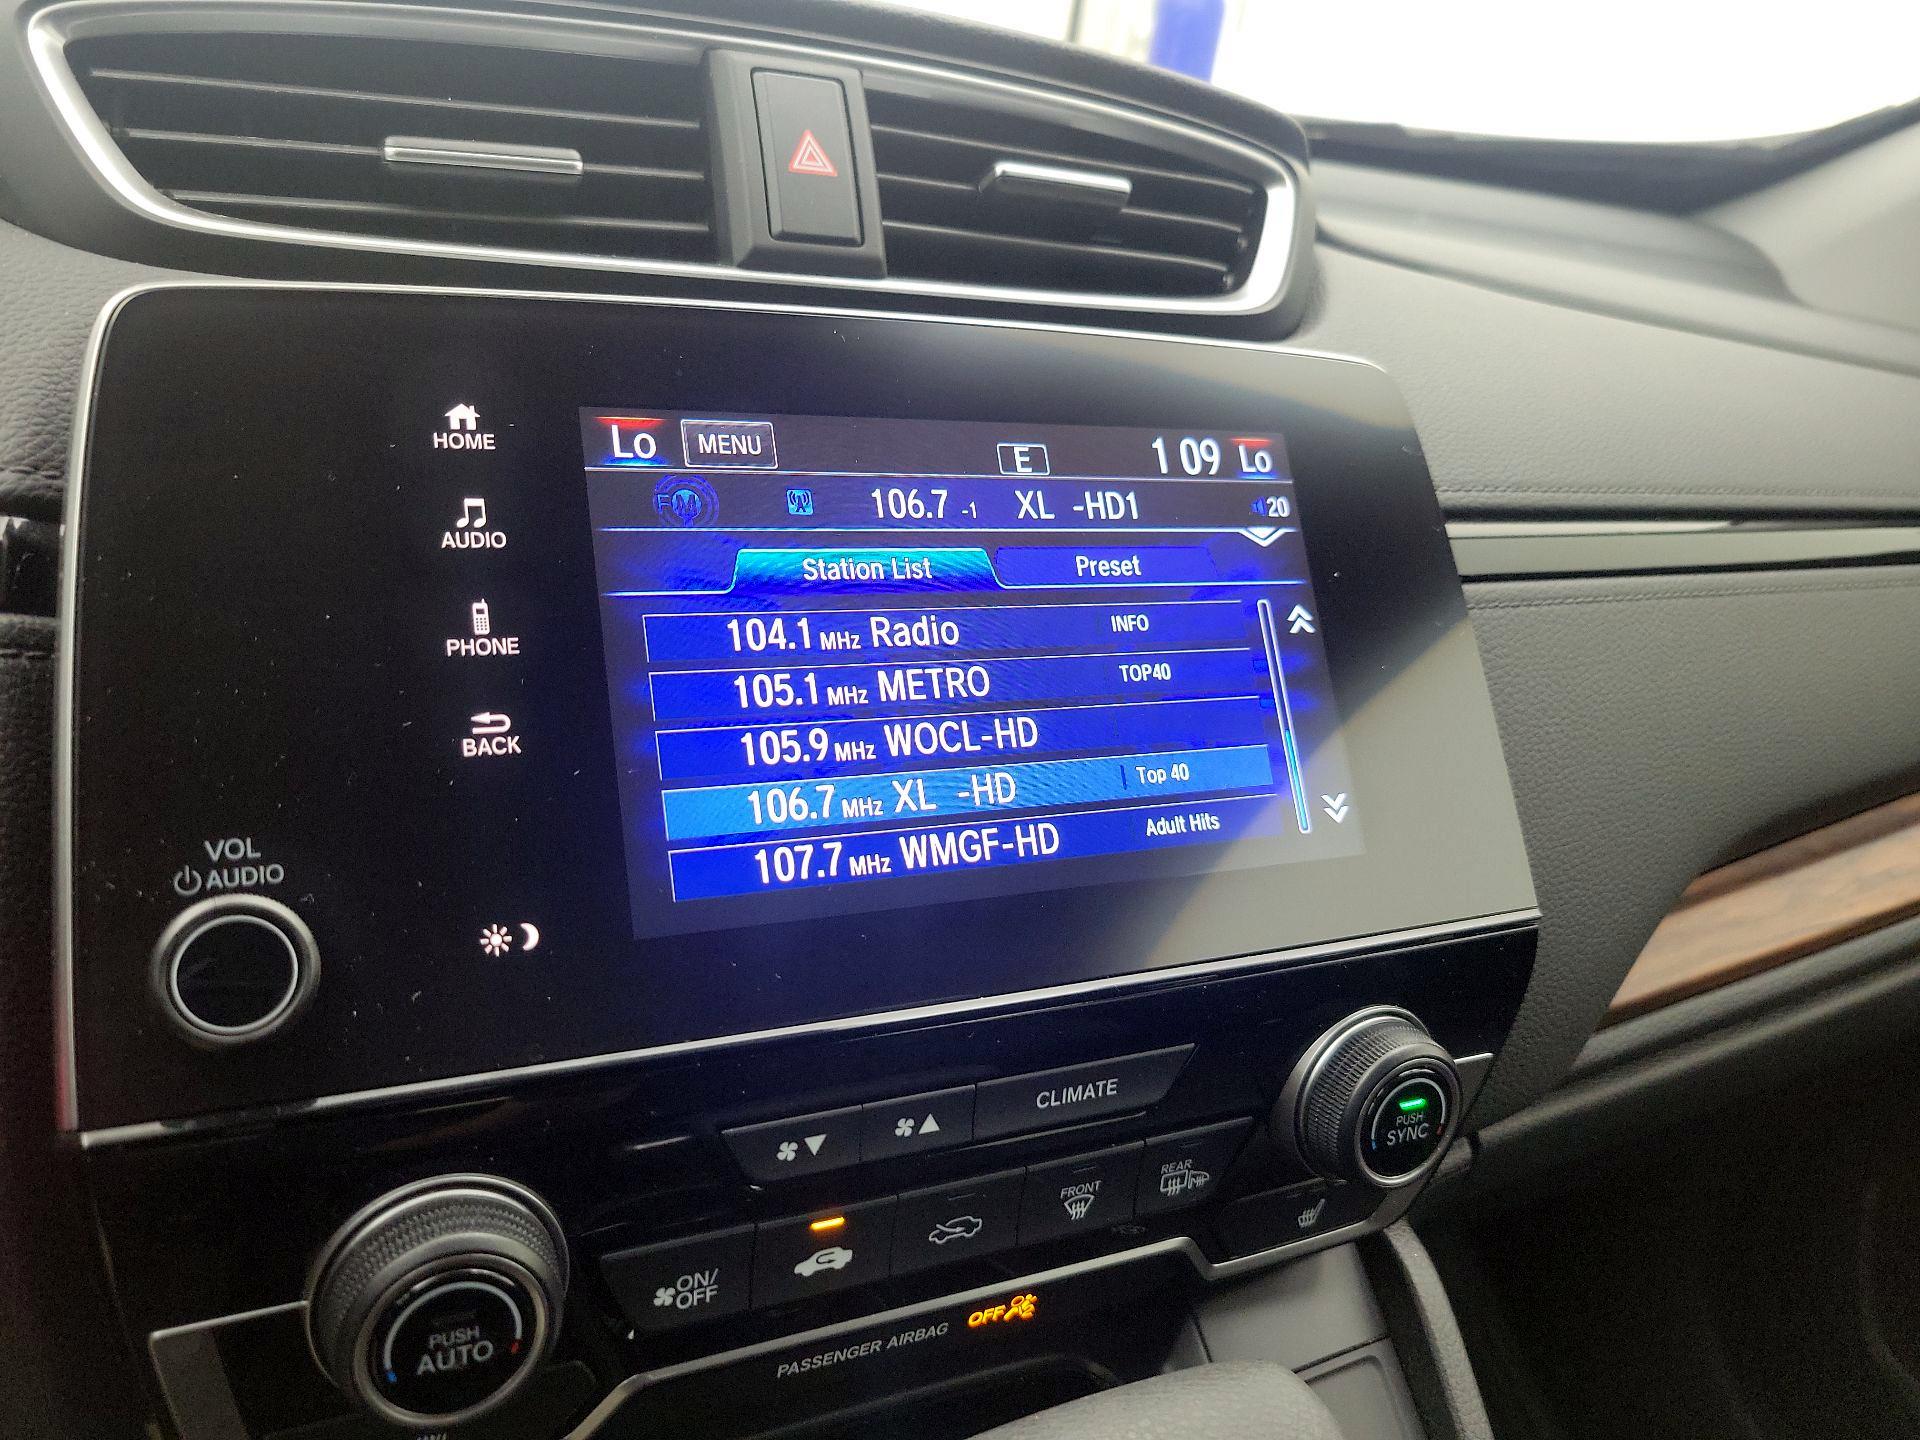 HOME
AUDIO
PHONE
BACK
VOL
AUDIO
Lo MENU E 1 09 Lo
FM 106.7 -1 XL -HD1 20
Station List Preset
104.1 MHz Radio INFO
105.1 MHz METRO TOP40
105.9 MHz WOCL-HD
106.7 MHz XL -HD Top 40
107.7 MHz WMGF-HD Adult Hits
CLIMATE
PUSH
SYNC
FRONT
REAR
ON/
OFF
PUSH
AUTO
PASSENGER AIRBAG OFF